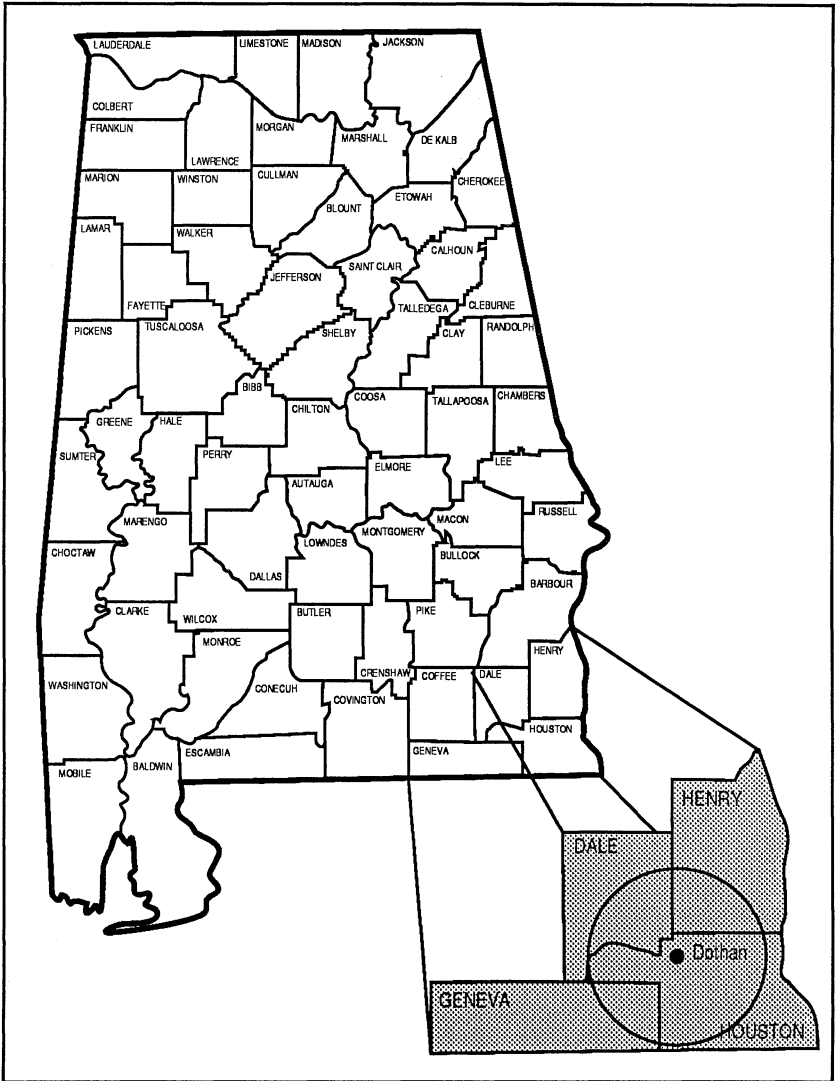 LAUDERDALE
LIMESTONE
MADISON
JACKSON
COLBERT
FRANKLIN
LAWRENCE
MORGAN
MARSHALL
DE KALB
MARION
WINSTON
CULLMAN
CHEROKEE
ETOWAH
BLOUNT
LAMAR
WALKER
CALHOUN
SAINT CLAIR
JEFFERSON
FAYETTE
TALLEDEGA
CLEBURNE
PICKENS
TUSCALOOSA
SHELBY
CLAY
RANDOLPH
BIBB
COOSA
TALLAPOOSA
CHAMBERS
CHILTON
GREENE
HALE
SUMTER
PERRY
ELMORE
LEE
AUTAUGA
MARENGO
MACON
RUSSELL
LOWNDES
MONTGOMERY
CHOCTAW
BULLOCK
DALLAS
BARBOUR
CLARKE
WILCOX
BUTLER
PIKE
MONROE
HENRY
CRENSHAW
COFFEE
DALE
WASHINGTON
CONECUH
COVINGTON
HOUSTON
ESCAMBIA
GENEVA
MOBILE
BALDWIN
HENRY
DALE
Dothan
GENEVA
HOUSTON